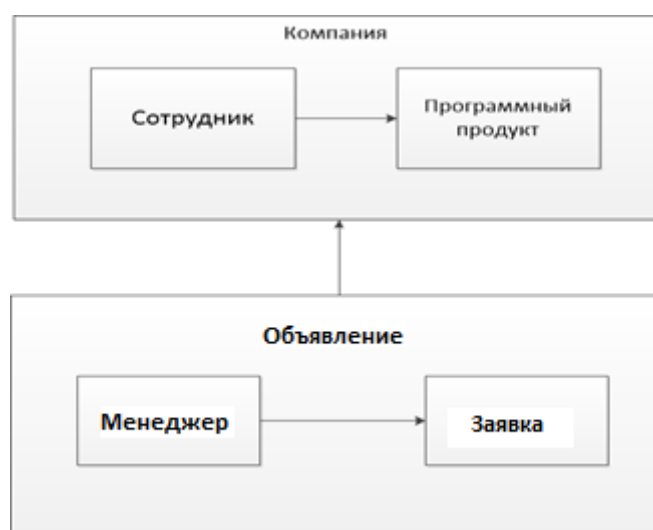 Компания
Сотрудник
Программный
продукт
Объявление
Менеджер
Заявка